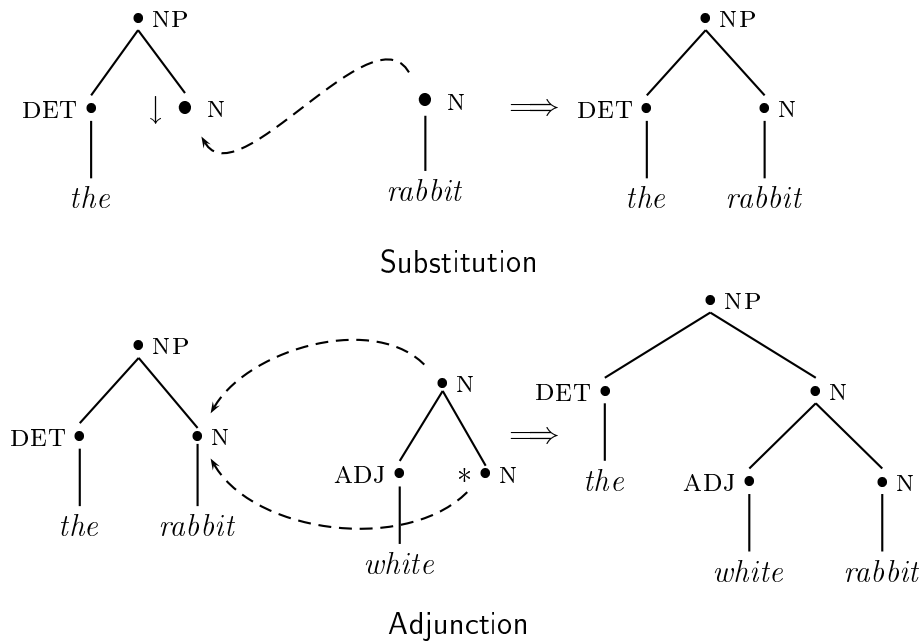 NP
DET ↓ N N ⟹ DET N
the rabbit the rabbit
NP
Substitution
NP
NP
N
DET N
DET N ADJ * N ⟹
the ADJ N
the rabbit white
white rabbit
Adjunction